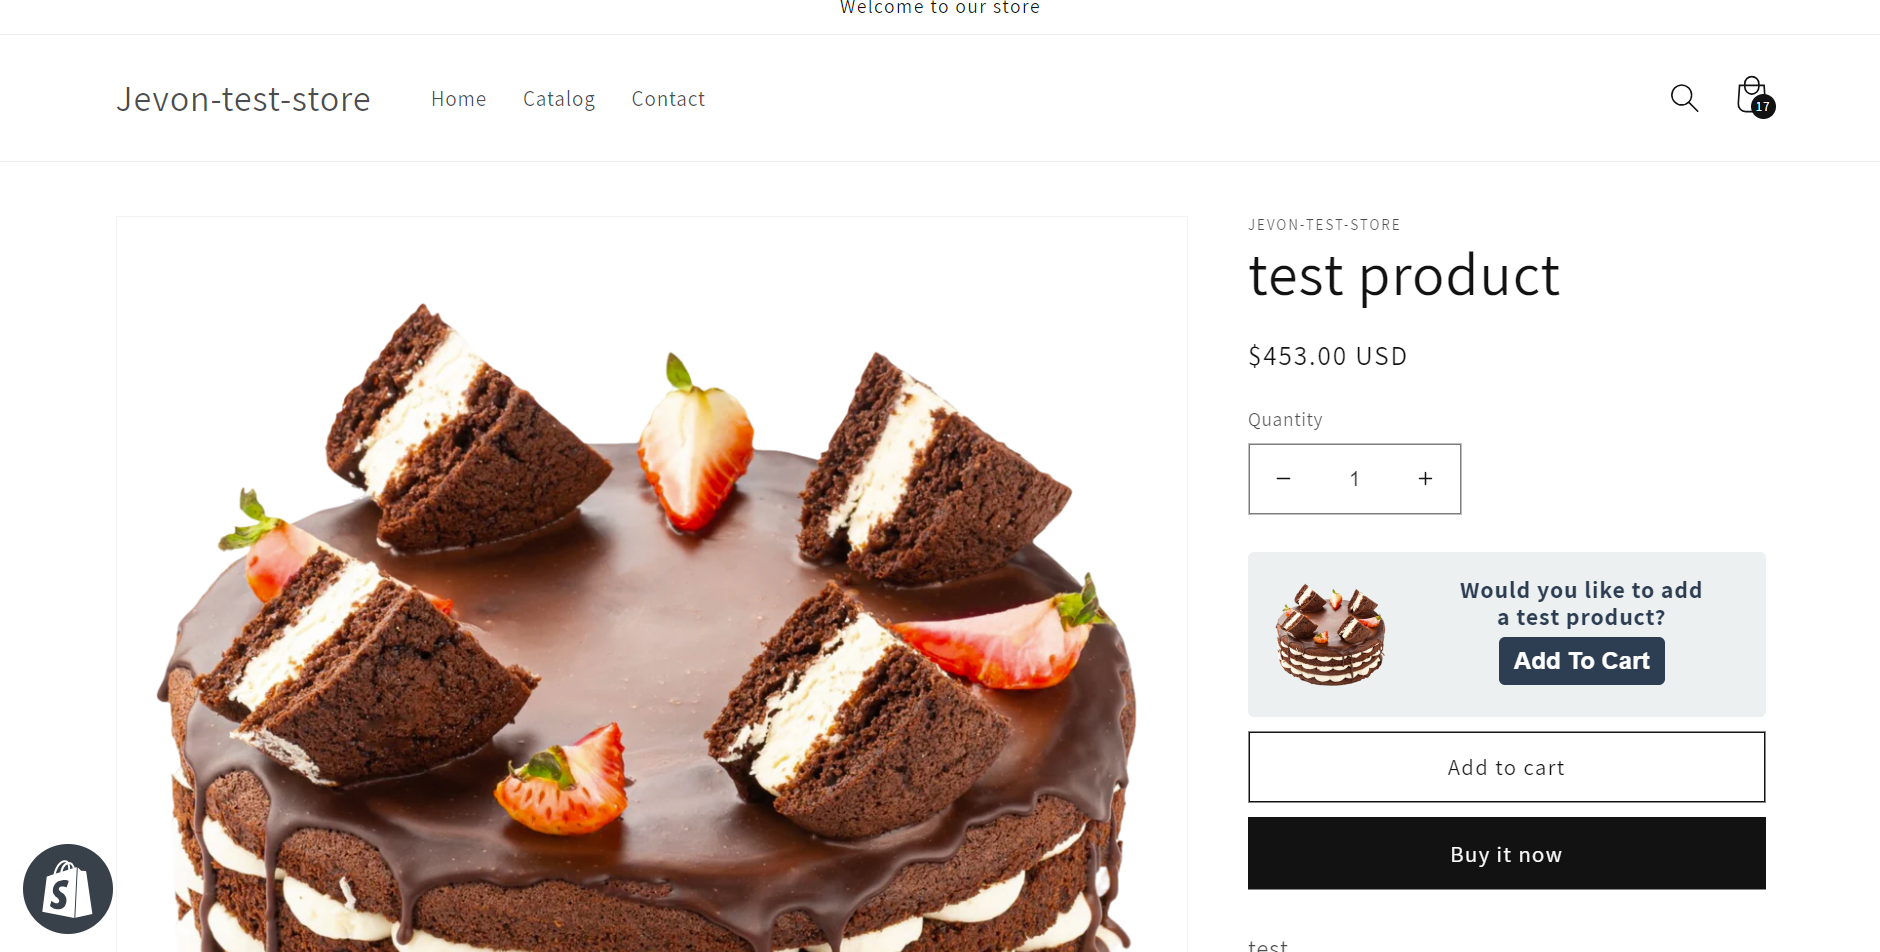 Welcome to our store
Jevon-test-store
Home Catalog Contact
17
JEVON-TEST-STORE
test product
$453.00 USD
Quantity
− 1 +
Would you like to add
a test product?
Add To Cart
Add to cart
Buy it now
S
test